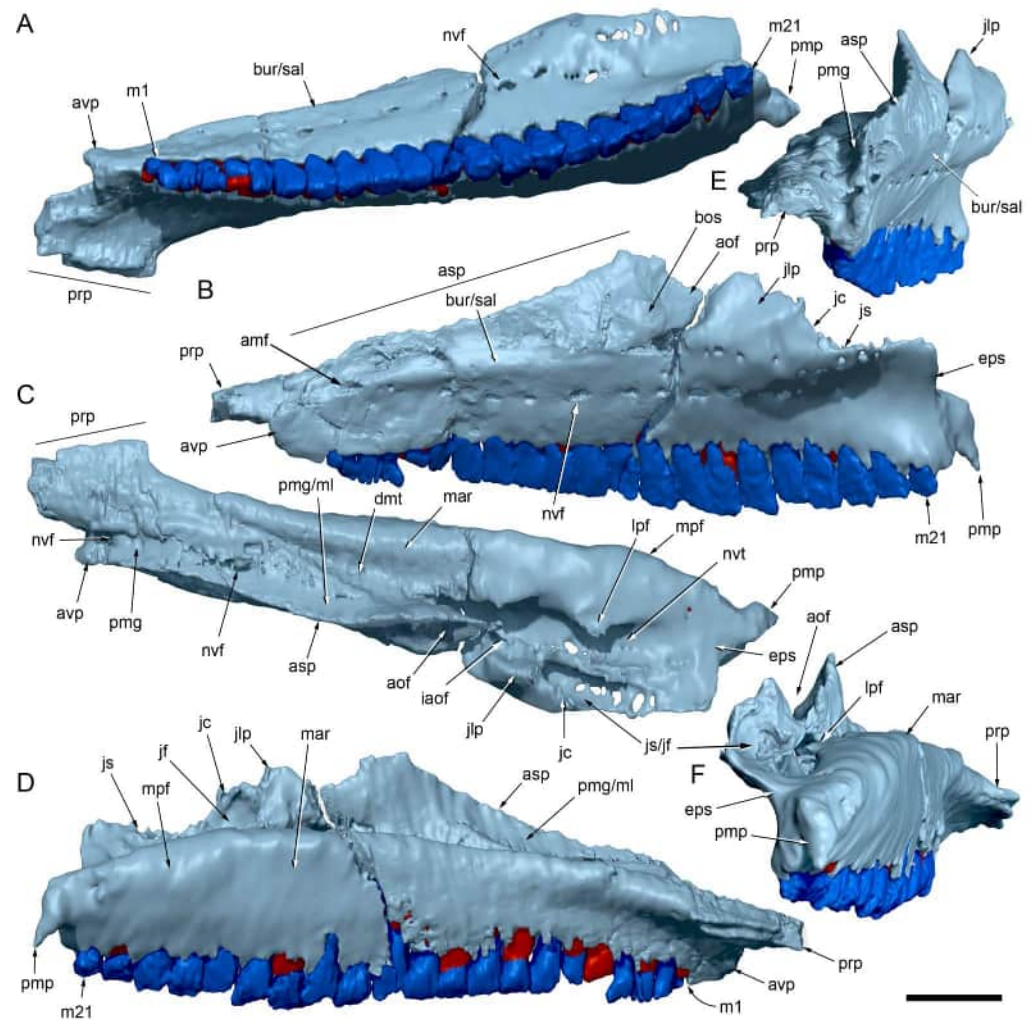 A
nvf
m21
pmp
bur/sal
m1
avp
prp
asp
jlp
pmg
E
bur/sal
prp
bos
aof
asp
jlp
B
bur/sal
jc
js
amf
prp
eps
C
avp
prp
nvf
m21
pmp
pmg/ml
dmt
mar
nvf
lpf
mpf
nvt
pmp
avp
pmg
nvf
asp
aof
iaof
jlp
jc
js/jf
eps
aof
asp
lpf
mar
prp
F
eps
pmp
D
js
mpf
jf
jc
jlp
mar
asp
pmg/ml
pmp
m21
prp
avp
m1